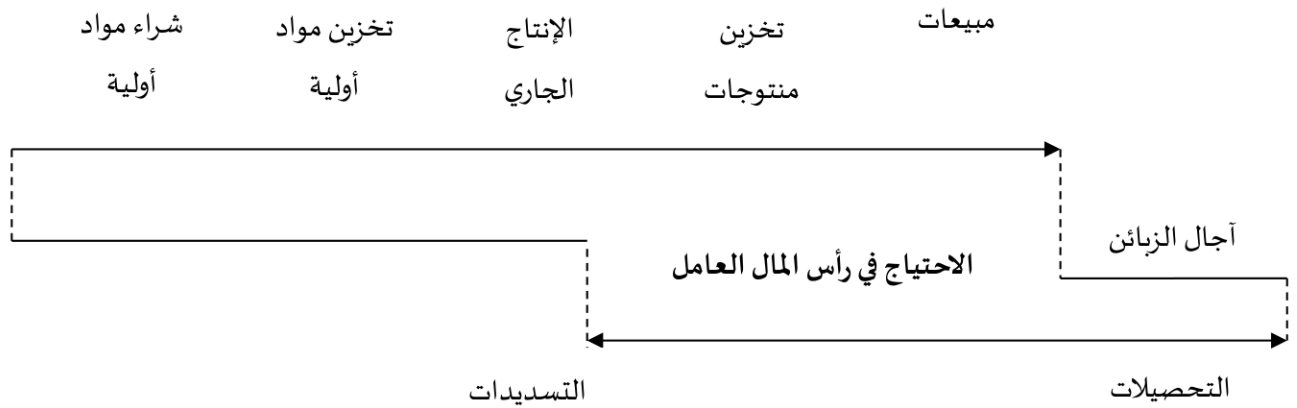 شراء مواد
أولية
تخزين مواد
أولية
الإنتاج
الجاري
تخزين
منتوجات
مبيعات
آجال الزبائن
الاحتياج في رأس المال العامل
التسديدات
التحصيلات